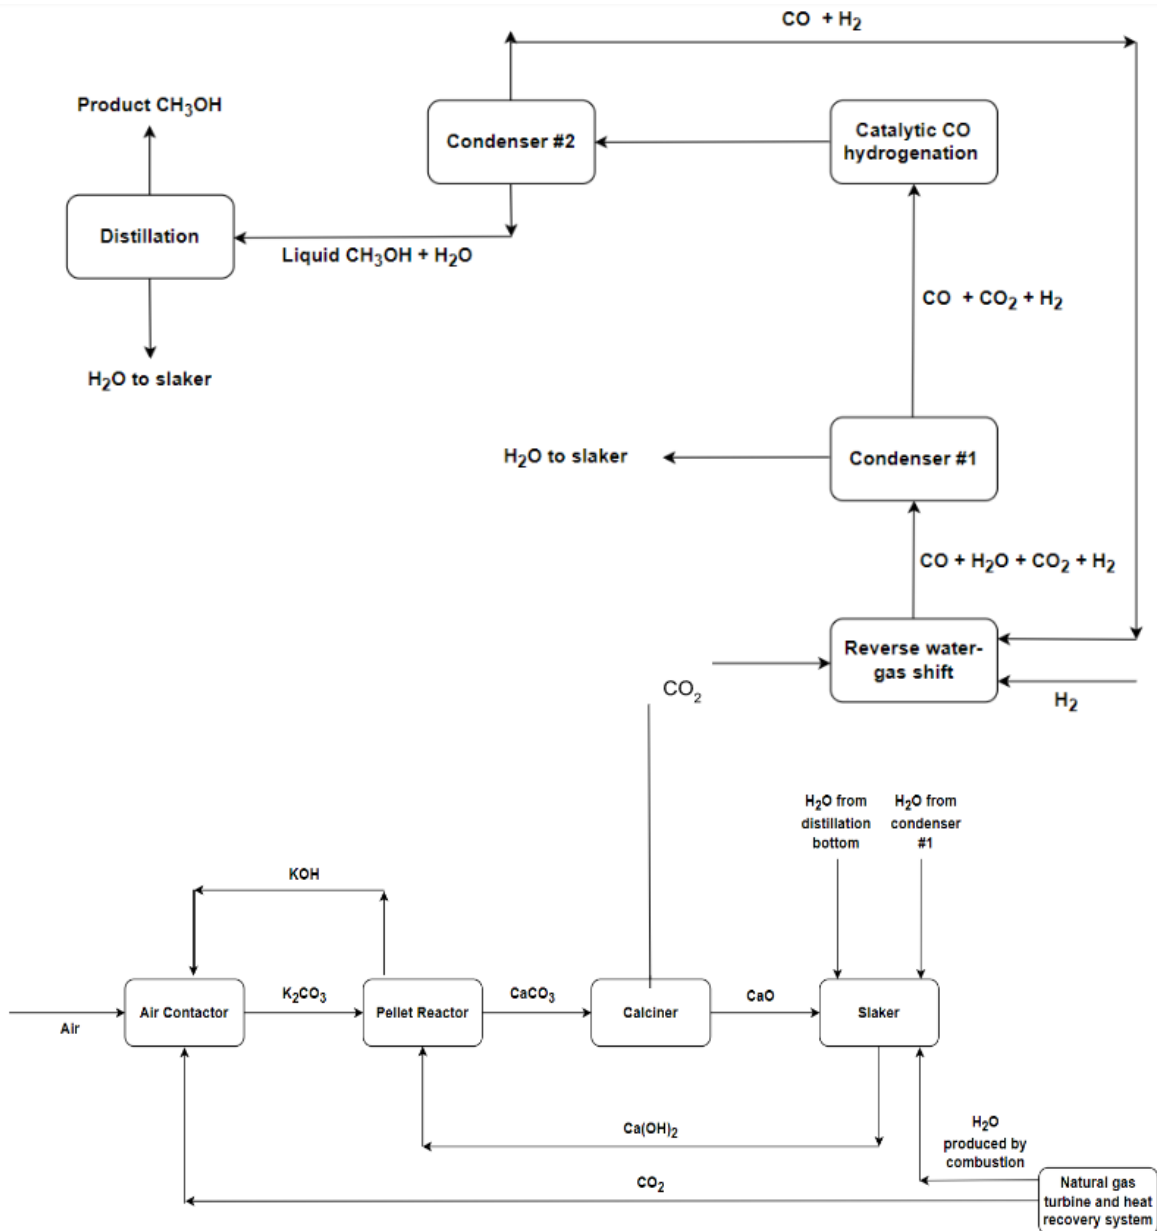 CO + H₂
Product CH₃OH
Condenser #2
Catalytic CO
hydrogenation
Distillation
Liquid CH₃OH + H₂O
CO + CO₂ + H₂
H₂O to slaker
H₂O to slaker
Condenser #1
CO + H₂O + CO₂ + H₂
Reverse water-
gas shift
CO₂
H₂
H₂O from
distillation
bottom
H₂O from
condenser
#1
KOH
K₂CO₃
CaCO₃
CaO
Air Contactor
Pellet Reactor
Calciner
Slaker
Air
Ca(OH)₂
H₂O
produced by
combustion
CO₂
Natural gas
turbine and heat
recovery system